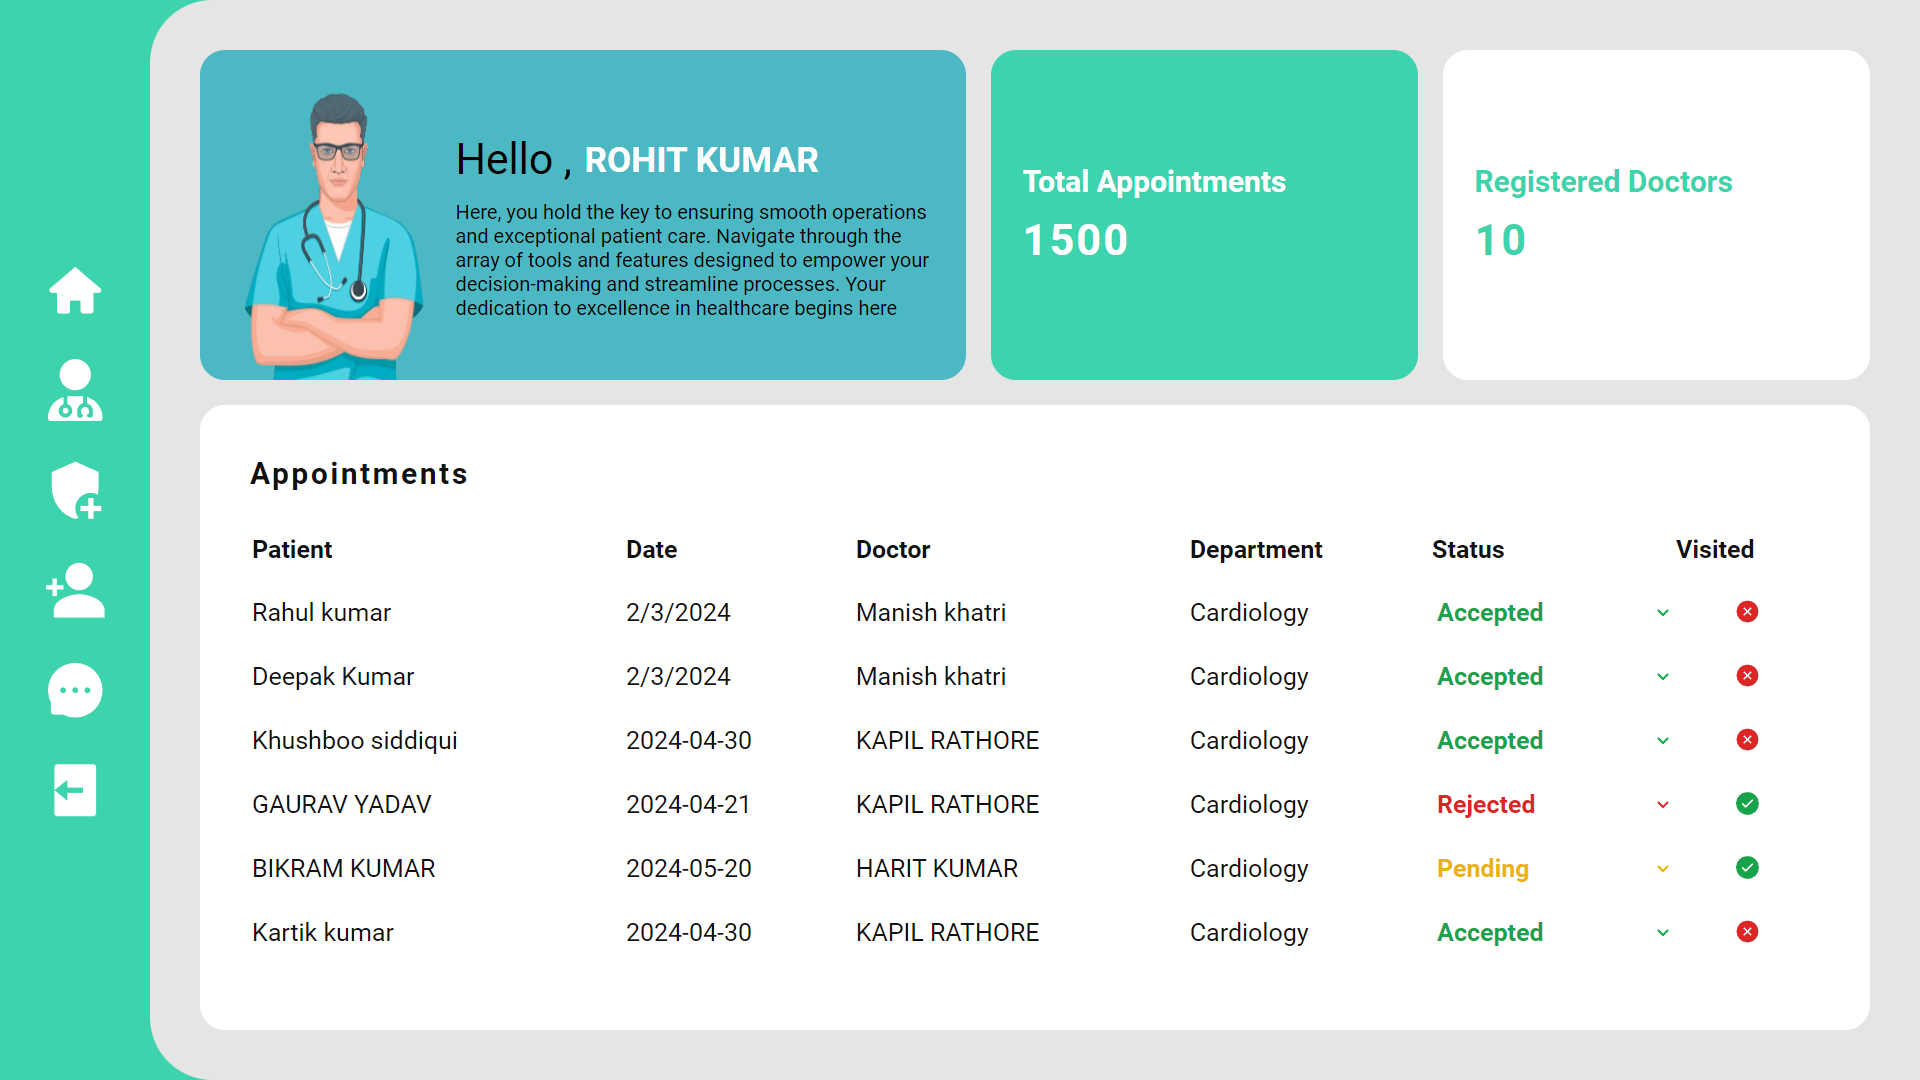 Hello , ROHIT KUMAR
Here, you hold the key to ensuring smooth operations
and exceptional patient care. Navigate through the
array of tools and features designed to empower your
decision-making and streamline processes. Your
dedication to excellence in healthcare begins here
Total Appointments
1500
Registered Doctors
10
Appointments
Patient Date Doctor Department Status Visited
Rahul kumar 2/3/2024 Manish khatri Cardiology Accepted
Deepak Kumar 2/3/2024 Manish khatri Cardiology Accepted
Khushboo siddiqui 2024-04-30 KAPIL RATHORE Cardiology Accepted
GAURAV YADAV 2024-04-21 KAPIL RATHORE Cardiology Rejected
BIKRAM KUMAR 2024-05-20 HARIT KUMAR Cardiology Pending
Kartik kumar 2024-04-30 KAPIL RATHORE Cardiology Accepted